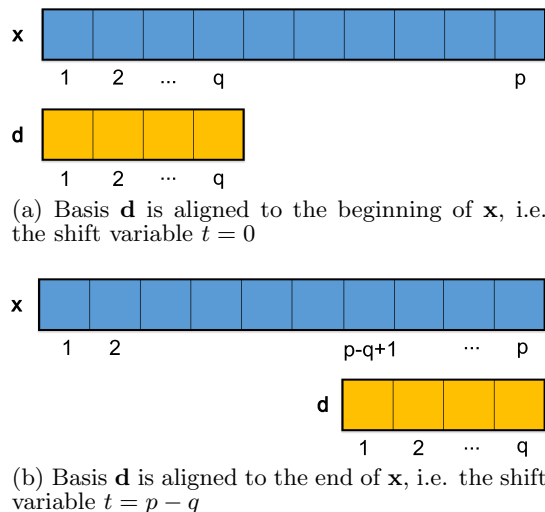 x
1 2 ... q p
d
1 2 ... q
(a) Basis d is aligned to the beginning of x, i.e.
the shift variable t = 0
x
1 2 p-q+1 ... p
d
1 2 ... q
(b) Basis d is aligned to the end of x, i.e. the shift
variable t = p − q